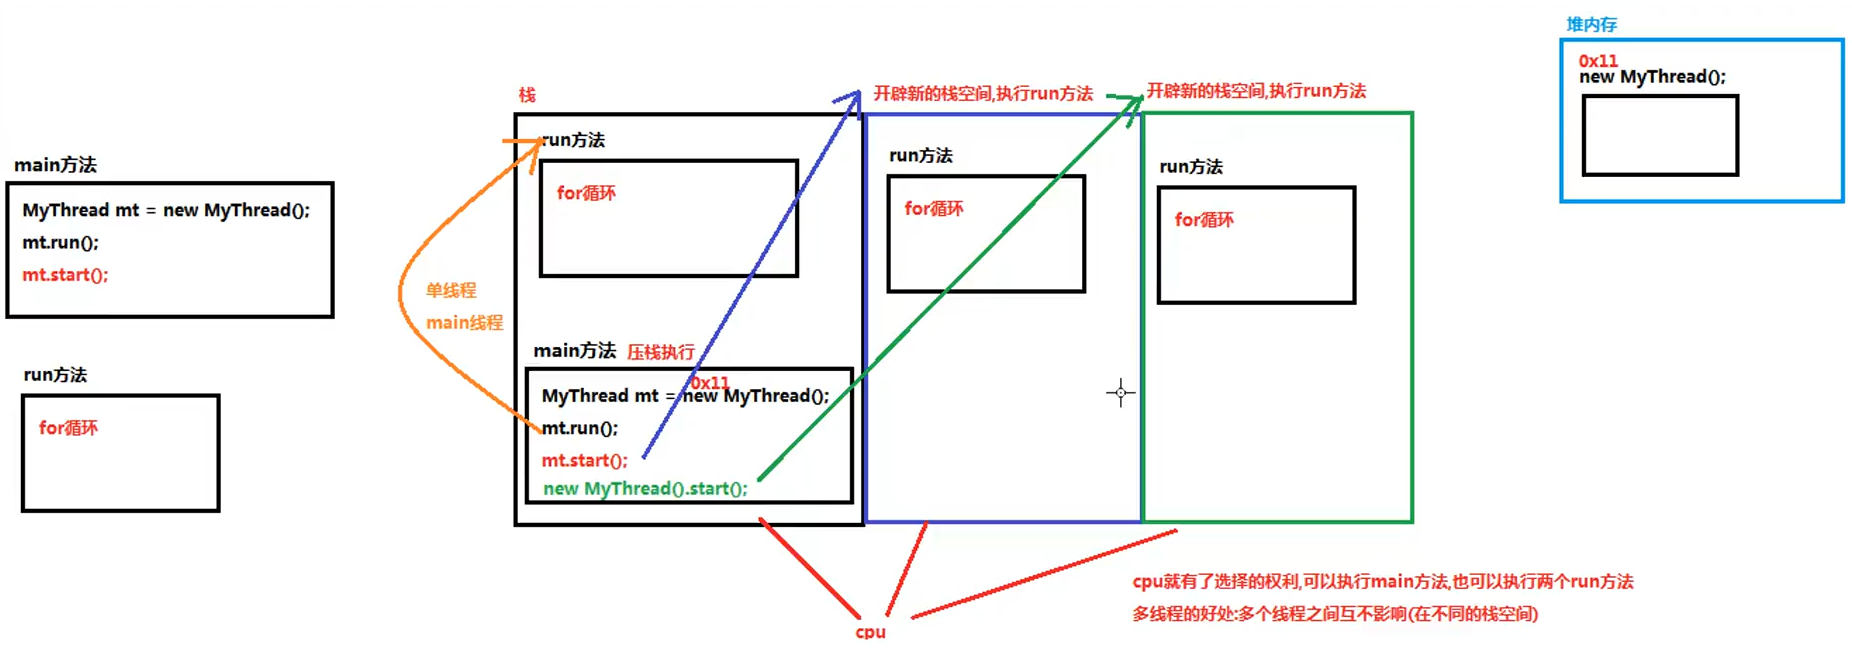 main方法
MyThread mt = new MyThread();
mt.run();
mt.start();
run方法
for循环
栈
run方法
for循环
单线程
main线程
main方法 压栈执行
0x11
MyThread mt = new MyThread();
mt.run();
mt.start();
new MyThread().start();
开辟新的栈空间,执行run方法
run方法
for循环
开辟新的栈空间,执行run方法
run方法
for循环
堆内存
0x11
new MyThread();
cpu
cpu就有了选择的权利,可以执行main方法,也可以执行两个run方法
多线程的好处:多个线程之间互不影响(在不同的栈空间)